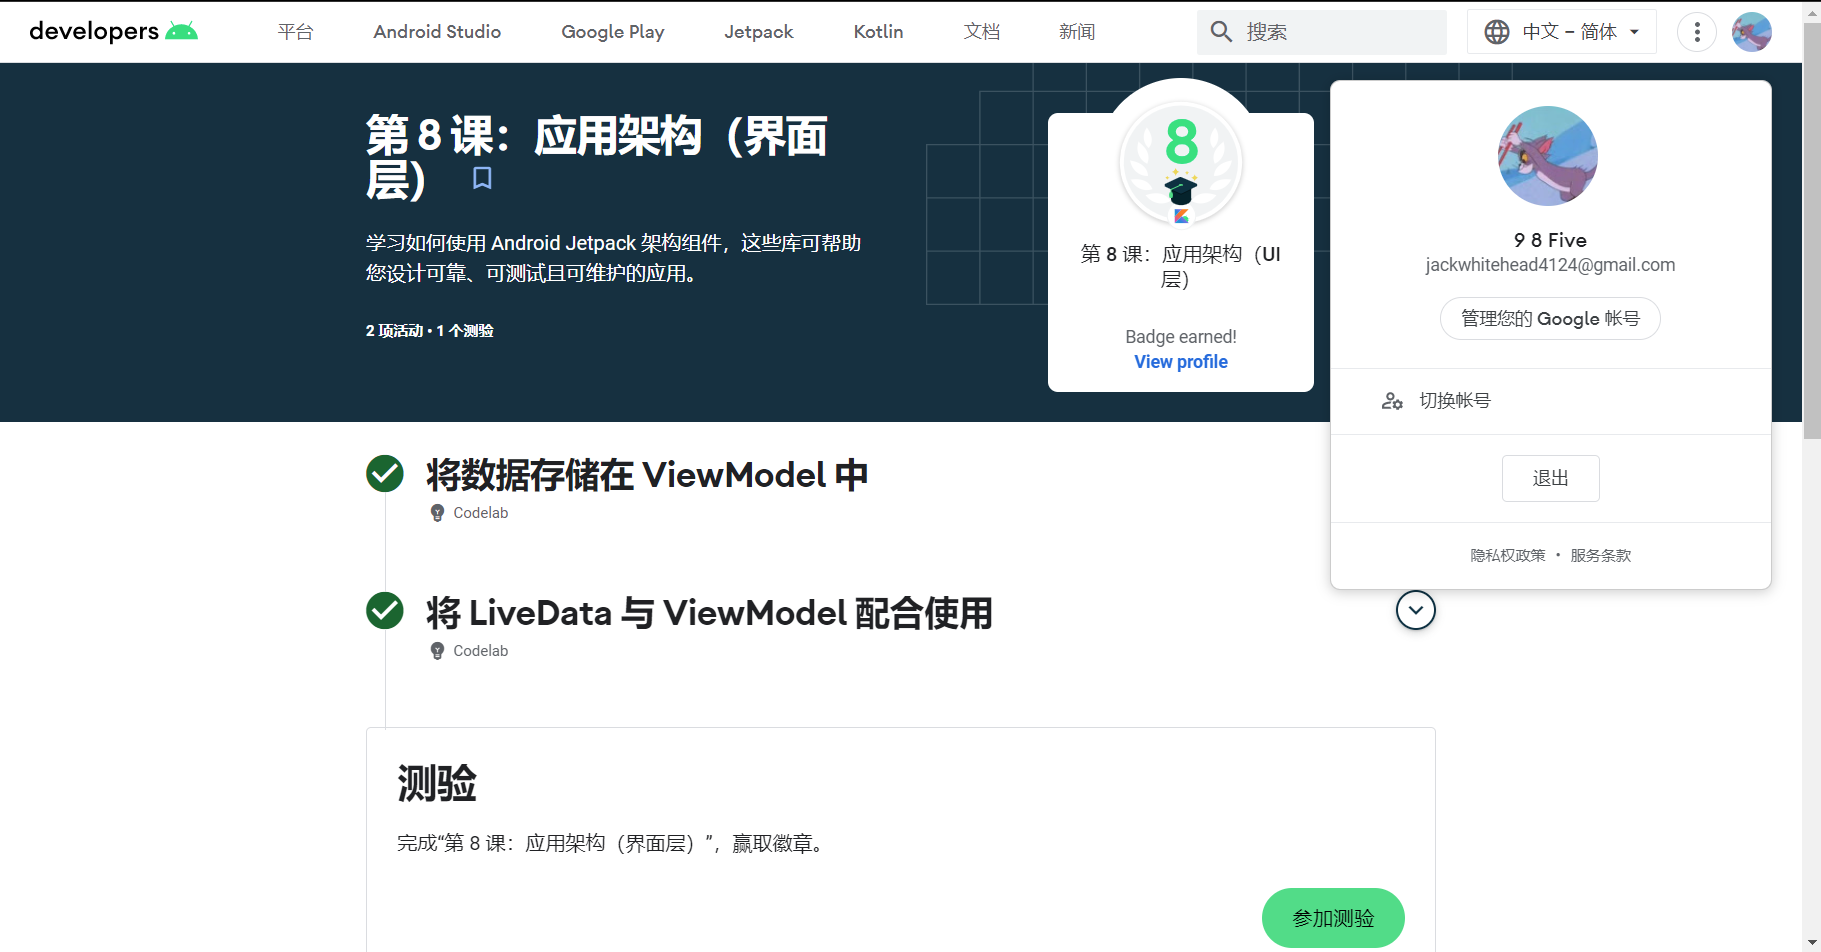 developers
平台
Android Studio
Google Play
Jetpack
Kotlin
文档
新闻
搜索
中文 – 简体
第 8 课：应用架构（界面
层）
学习如何使用 Android Jetpack 架构组件，这些库可帮助
您设计可靠、可测试且可维护的应用。
2 项活动 • 1 个测验
8
第 8 课：应用架构（UI
层）
Badge earned!
View profile
9 8 Five
jackwhitehead4124@gmail.com
管理您的 Google 帐号
切换帐号
退出
隐私权政策 • 服务条款
将数据存储在 ViewModel 中
Codelab
将 LiveData 与 ViewModel 配合使用
Codelab
测验
完成“第 8 课：应用架构（界面层）”，赢取徽章。
参加测验